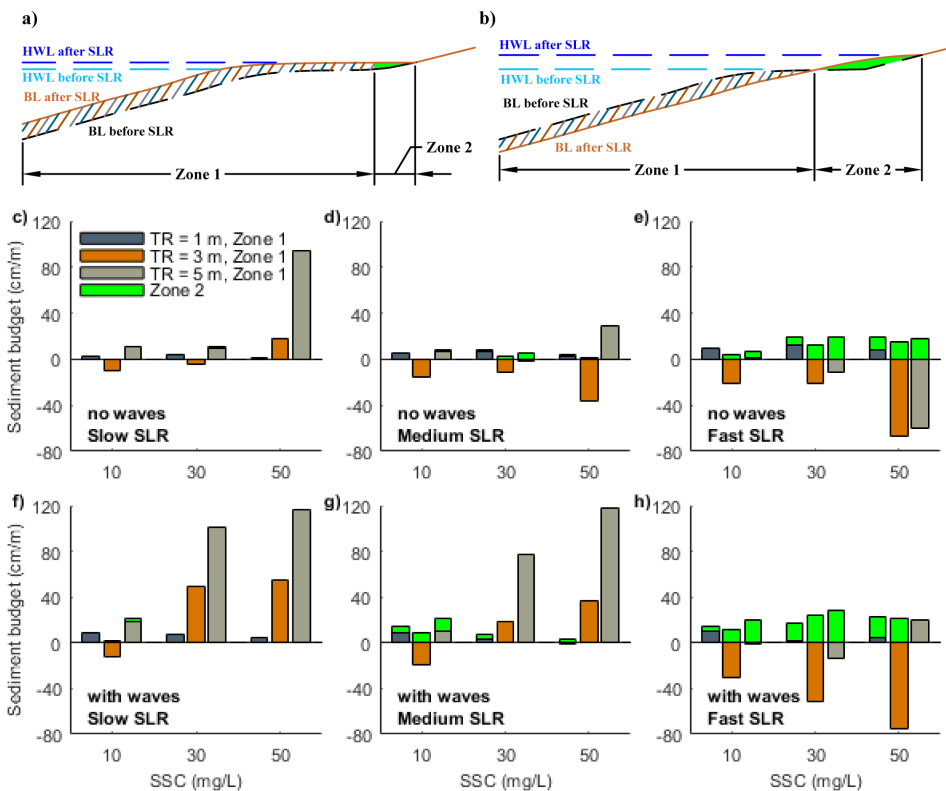 a)
HWL after SLR
HWL before SLR
BL after SLR
BL before SLR
Zone 1
Zone 2
b)
HWL after SLR
HWL before SLR
BL before SLR
BL after SLR
Zone 1
Zone 2
c)
Sediment budget (cm/m)
120
80
40
0
-40
-80
TR = 1 m, Zone 1
TR = 3 m, Zone 1
TR = 5 m, Zone 1
Zone 2
no waves
Slow SLR
10 30 50
d)
120
80
40
0
-40
-80
no waves
Medium SLR
10 30 50
e)
120
80
40
0
-40
-80
no waves
Fast SLR
10 30 50
f)
Sediment budget (cm/m)
120
80
40
0
-40
-80
with waves
Slow SLR
10 30 50
SSC (mg/L)
g)
120
80
40
0
-40
-80
with waves
Medium SLR
10 30 50
SSC (mg/L)
h)
120
80
40
0
-40
-80
with waves
Fast SLR
10 30 50
SSC (mg/L)